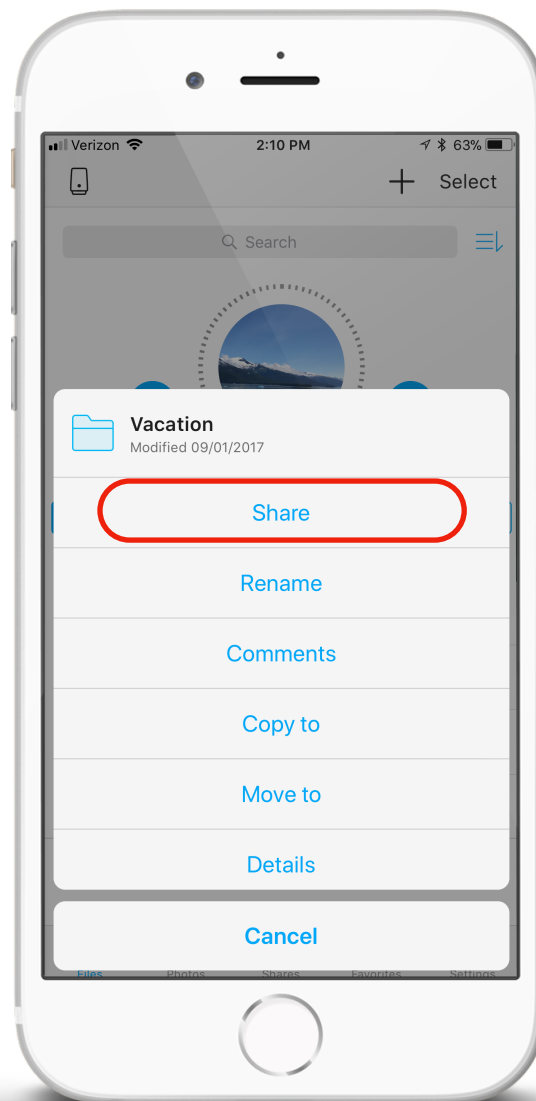 Verizon 2:10 PM 63%
Select
Search
Vacation
Modified 09/01/2017
Share
Rename
Comments
Copy to
Move to
Details
Cancel
Files Photos Shares Favorites Settings